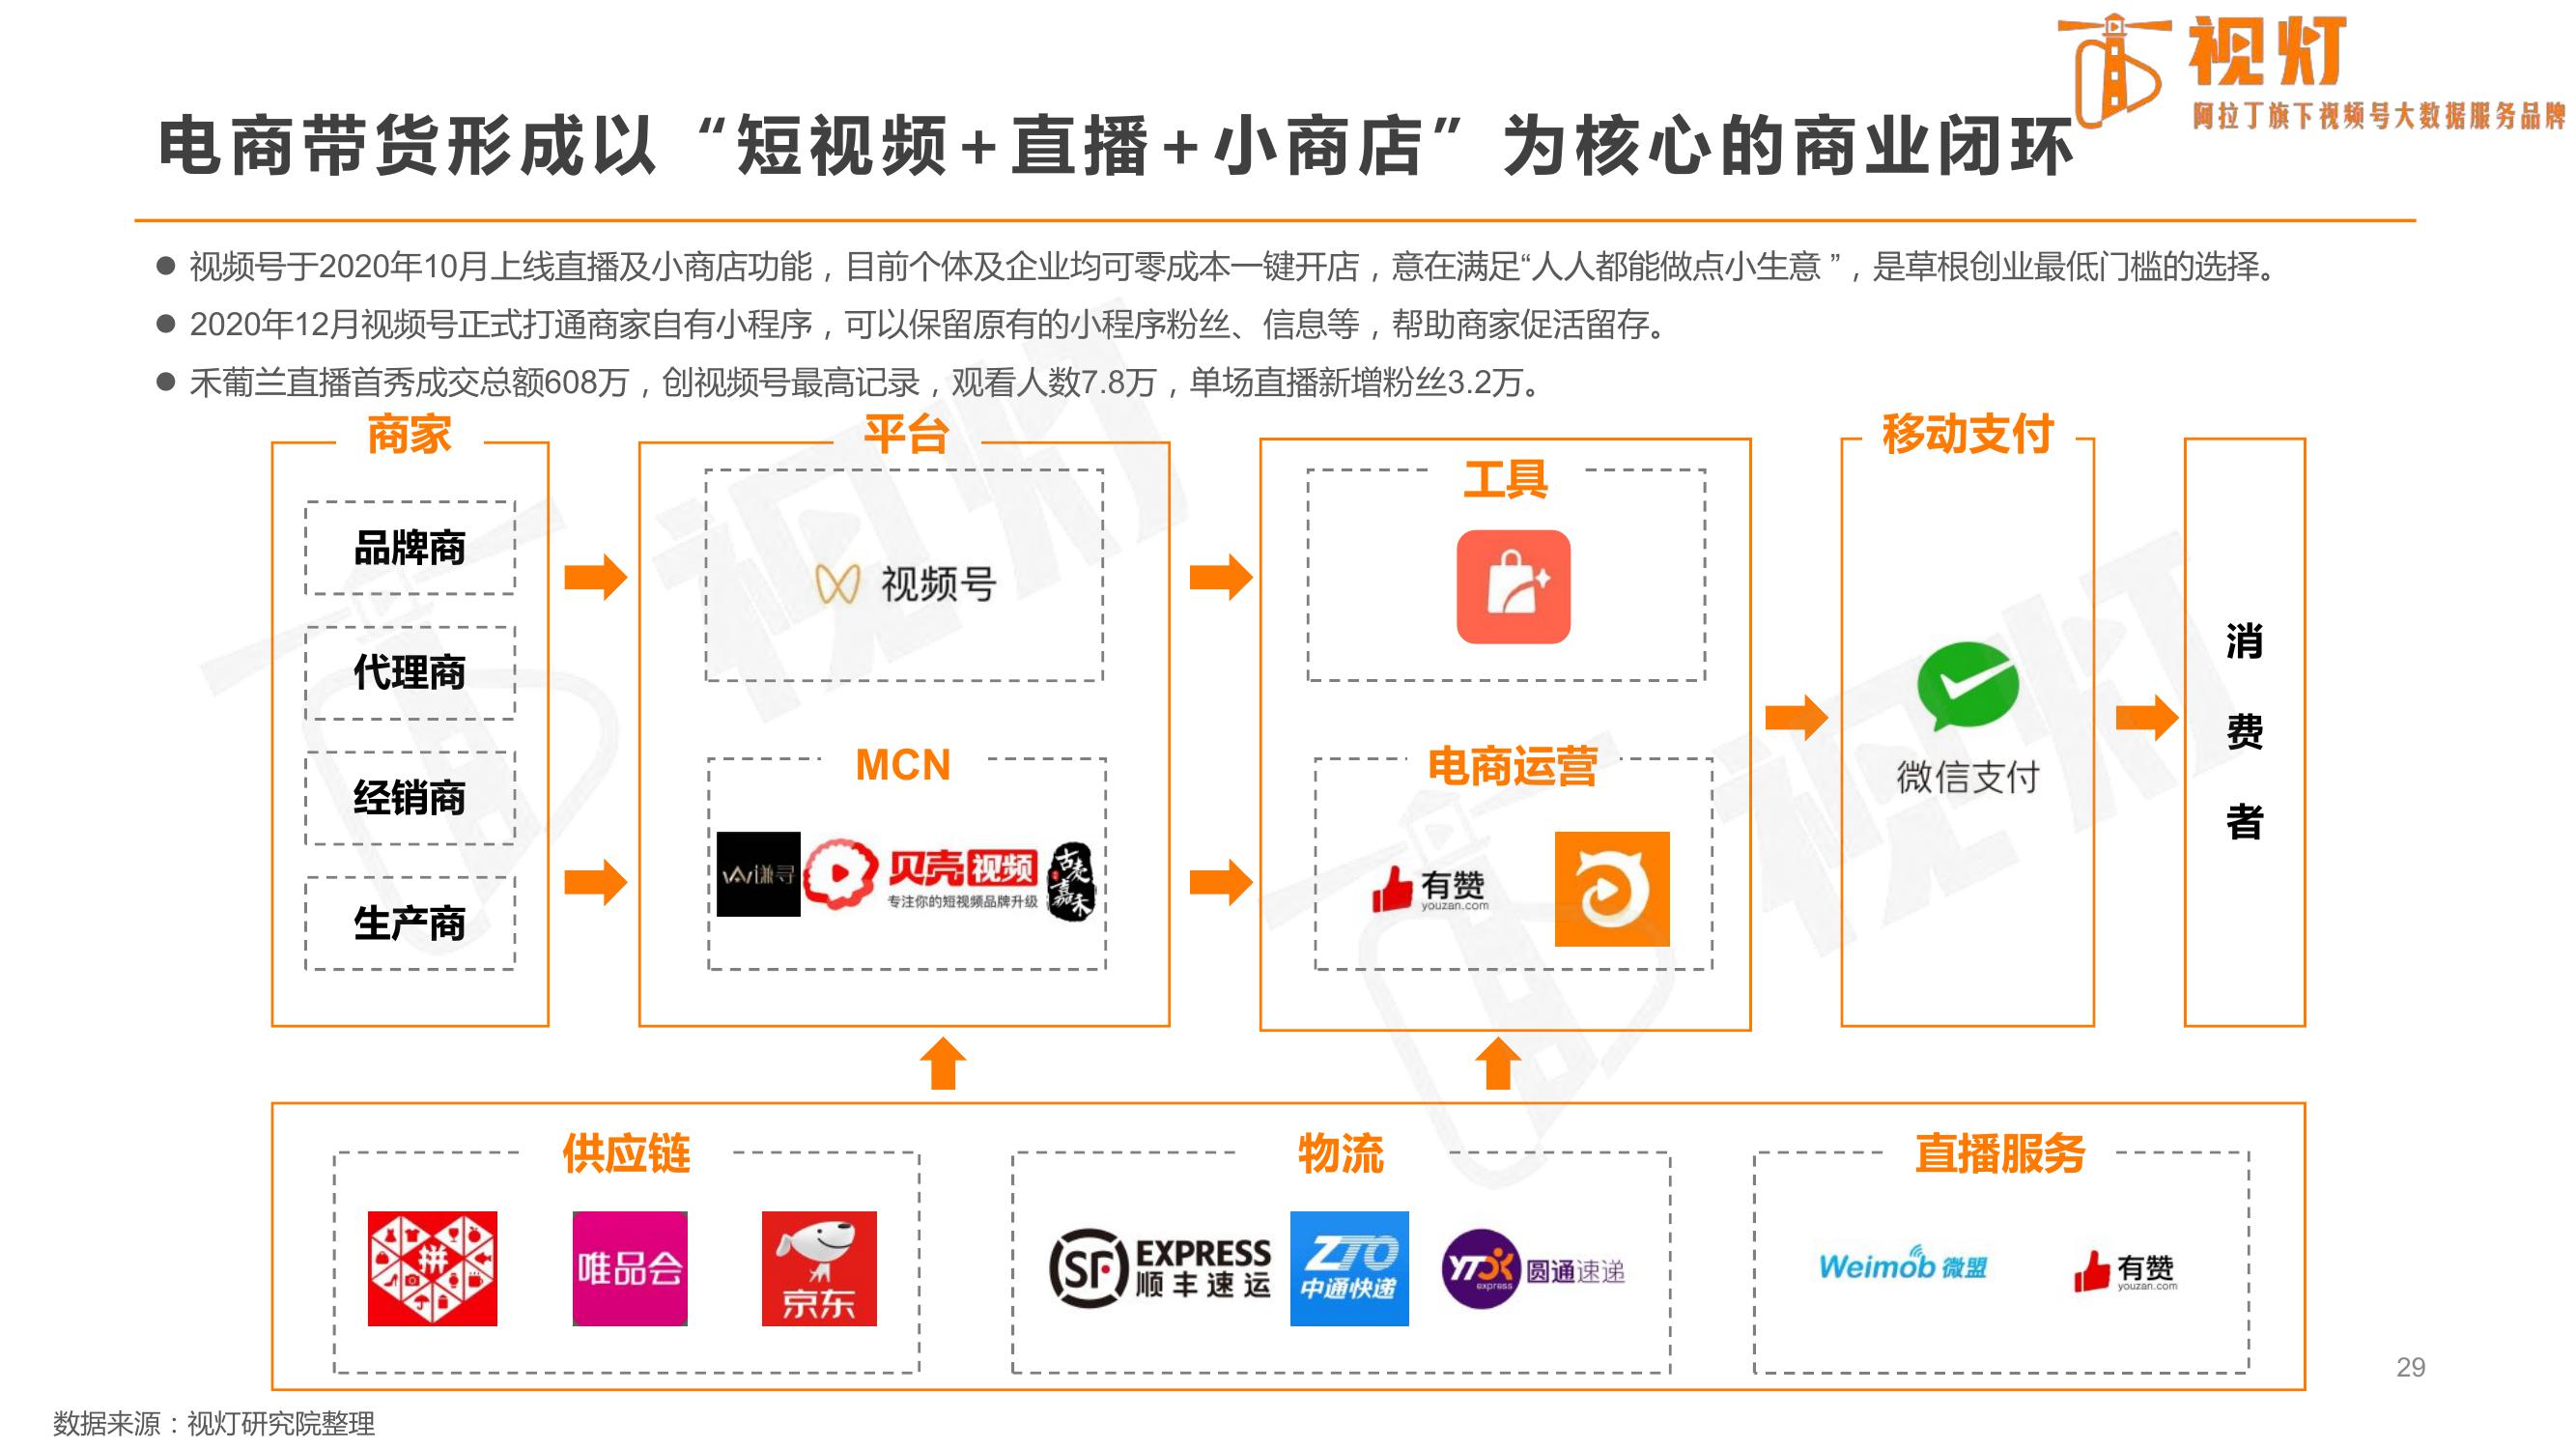 视灯
阿拉丁旗下视频号大数据服务品牌
电商带货形成以“短视频+直播+小商店”为核心的商业闭环
● 视频号于2020年10月上线直播及小商店功能，目前个体及企业均可零成本一键开店，意在满足“人人都能做点小生意 ”，是草根创业最低门槛的选择。
● 2020年12月视频号正式打通商家自有小程序，可以保留原有的小程序粉丝、信息等，帮助商家促活留存。
● 禾葡兰直播首秀成交总额608万，创视频号最高记录，观看人数7.8万，单场直播新增粉丝3.2万。
商家
品牌商
代理商
经销商
生产商
平台
视频号
MCN
谦寻
贝壳视频
专注你的短视频品牌升级
古麦嘉禾
工具
电商运营
有赞
youzan.com
移动支付
微信支付
消
费
者
供应链
拼
唯品会
京东
物流
SF EXPRESS
顺丰速运
ZTO
中通快递
YTO
express
圆通速递
直播服务
Weimob 微盟
有赞
youzan.com
29
数据来源：视灯研究院整理
视灯
视灯